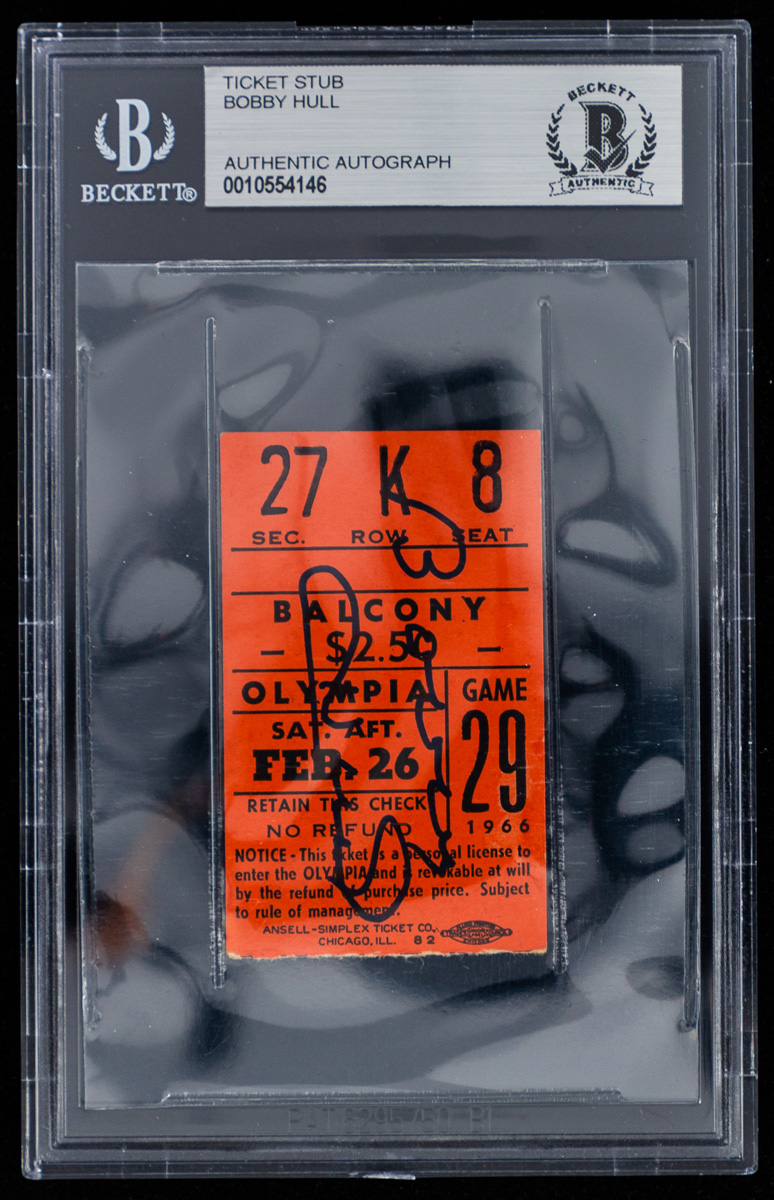 TICKET STUB
BOBBY HULL
AUTHENTIC AUTOGRAPH
0010554146
B
BECKETT®
BECKETT
B
AUTHENTIC
27 K 8
SEC. ROW SEAT
BALCONY
- $2.50 -
OLYMPIA
SAT. AFT.
FEB. 26
RETAIN THIS CHECK
NO REFUND
GAME
29
1966
NOTICE - This ticket is a personal license to
enter the OLYMPIA and is revokable at will
by the refund of purchase price. Subject
to rule of management.
ANSELL-SIMPLEX TICKET CO.
CHICAGO, ILL. 82
Bobby Hull